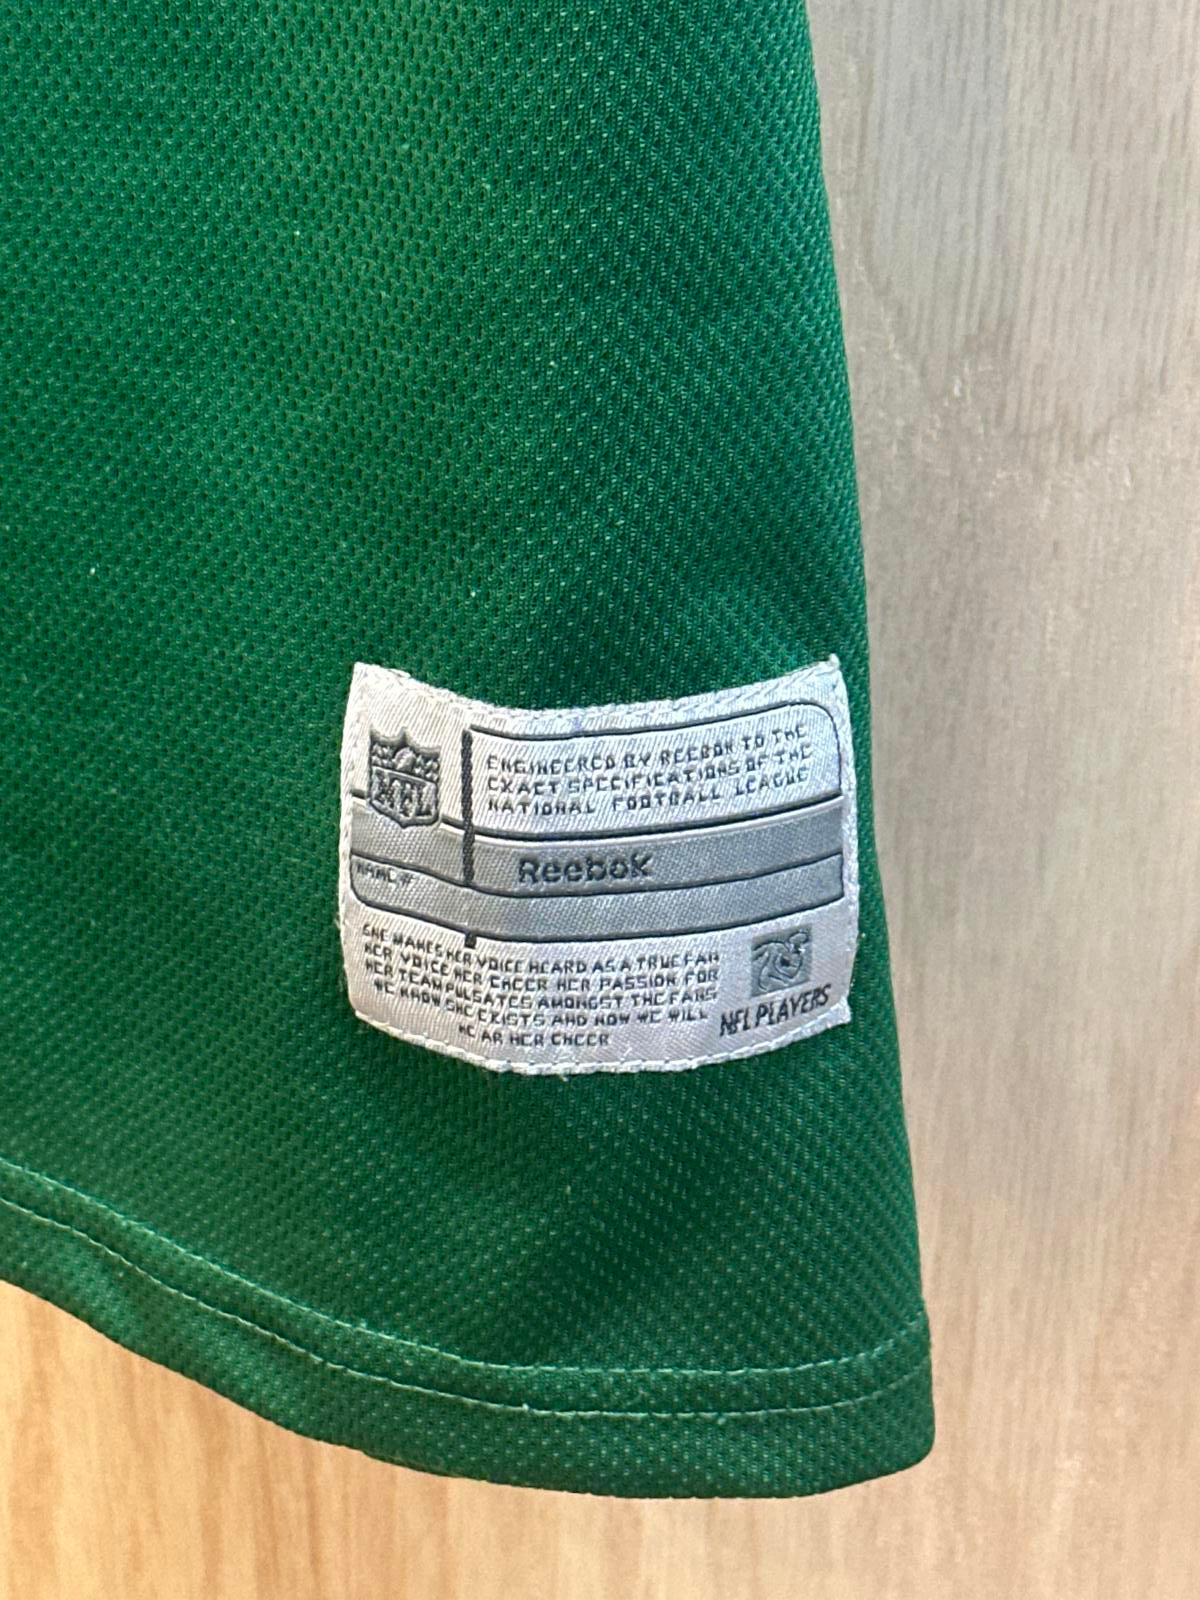 NFL
ENGINEERED BY REEBOK TO THE
EXACT SPECIFICATIONS OF THE
NATIONAL FOOTBALL LEAGUE
Reebok
NAME #
SHE MAKES HER VOICE HEARD AS A TRUE FAN
HER VOICE HER CHEER HER PASSION FOR
HER TEAM PULSATES AMONGST THE FANS
WE KNOW SHE EXISTS AND NOW WE WILL
HEAR HER CHEER
NFL PLAYERS